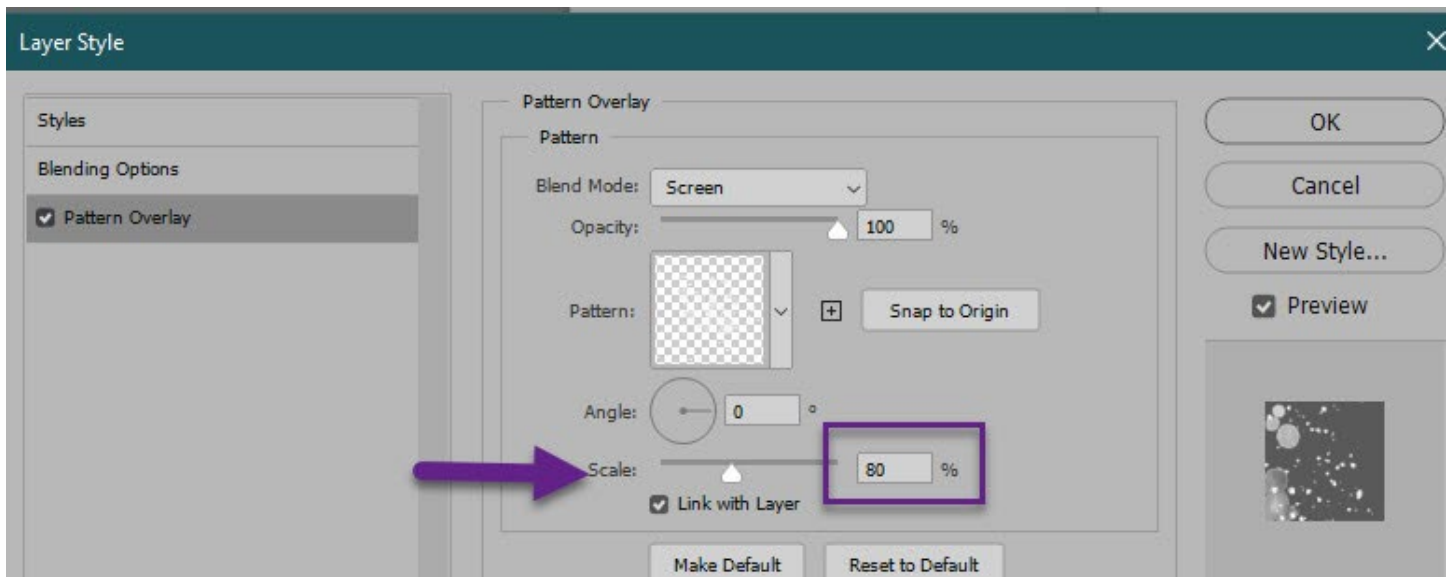 Layer Style
Styles
Blending Options
Pattern Overlay
Pattern Overlay
Pattern
Blend Mode: Screen
Opacity: 100 %
Pattern: Snap to Origin
Angle: 0 °
Scale: 80 %
Link with Layer
Make Default Reset to Default
OK
Cancel
New Style...
Preview